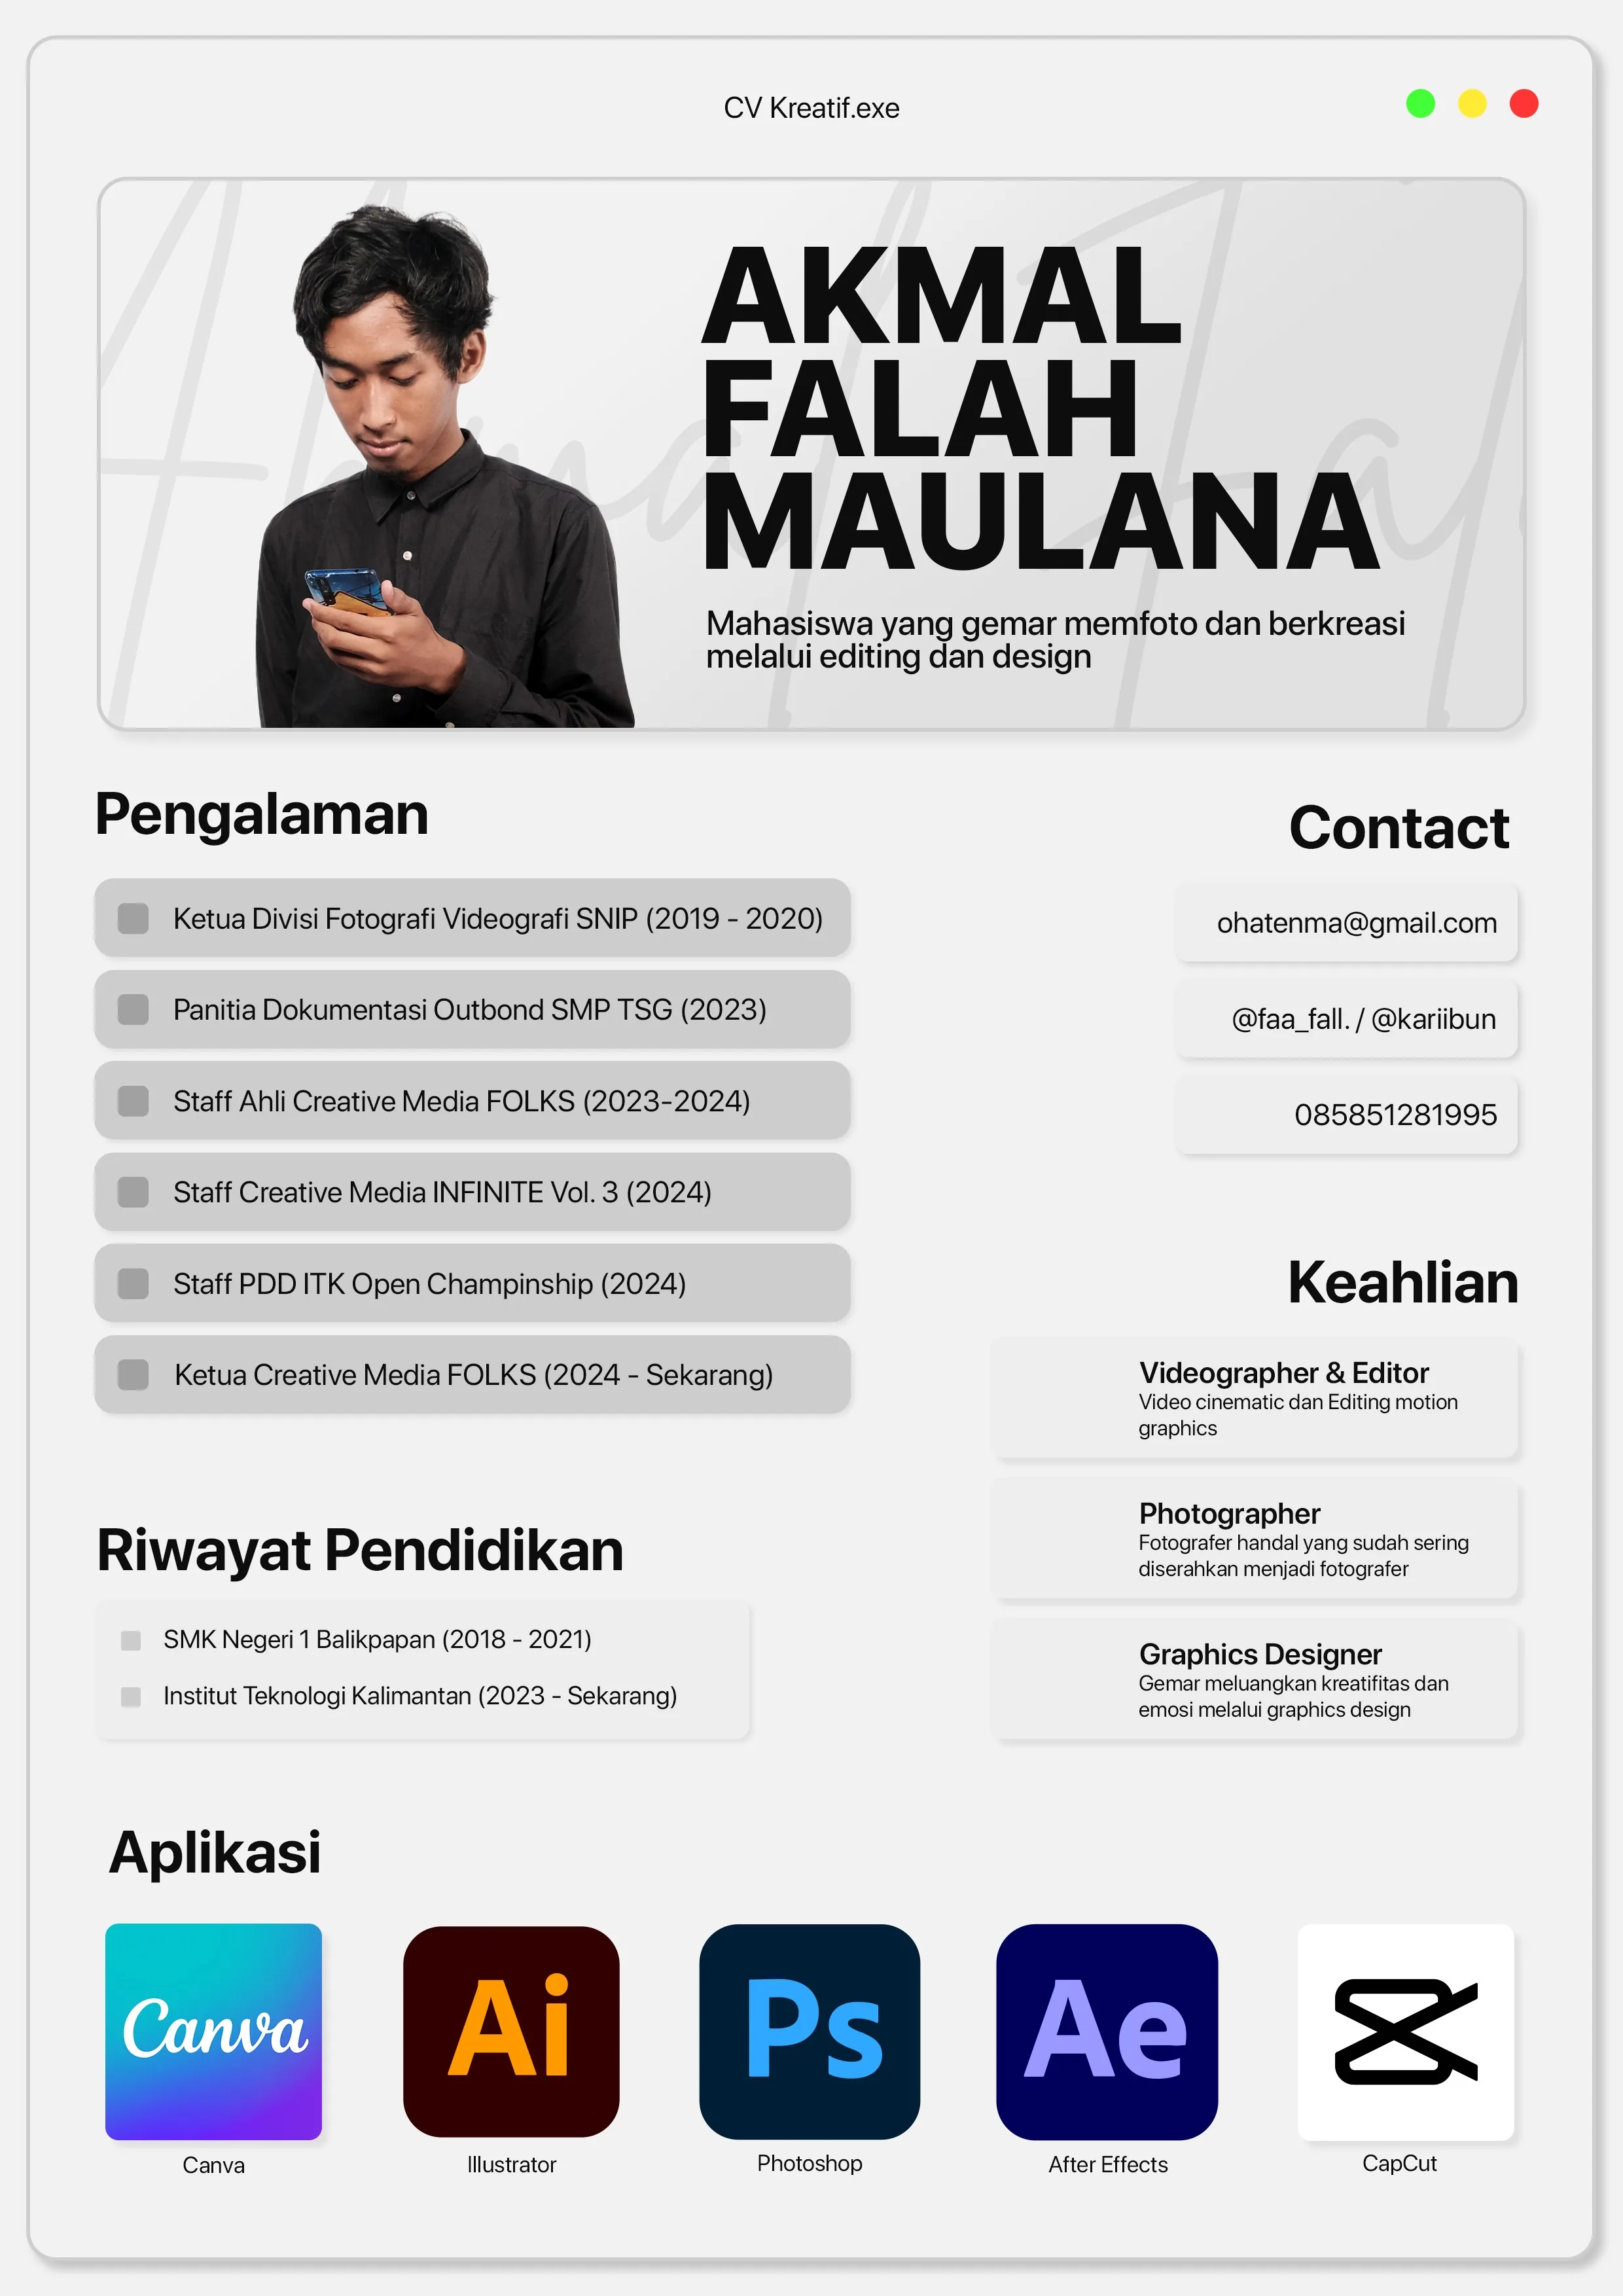 CV Kreatif.exe
AKMAL
FALAH
MAULANA
Mahasiswa yang gemar memfoto dan berkreasi
melalui editing dan design
Pengalaman
Ketua Divisi Fotografi Videografi SNIP (2019 - 2020)
Panitia Dokumentasi Outbond SMP TSG (2023)
Staff Ahli Creative Media FOLKS (2023-2024)
Staff Creative Media INFINITE Vol. 3 (2024)
Staff PDD ITK Open Champinship (2024)
Ketua Creative Media FOLKS (2024 - Sekarang)
Riwayat Pendidikan
SMK Negeri 1 Balikpapan (2018 - 2021)
Institut Teknologi Kalimantan (2023 - Sekarang)
Contact
ohatenma@gmail.com
@faa_fall. / @kariibun
085851281995
Keahlian
Videographer & Editor
Video cinematic dan Editing motion
graphics
Photographer
Fotografer handal yang sudah sering
diserahkan menjadi fotografer
Graphics Designer
Gemar meluangkan kreatifitas dan
emosi melalui graphics design
Aplikasi
Canva
Ai
Ps
Ae
Canva
Illustrator
Photoshop
After Effects
CapCut